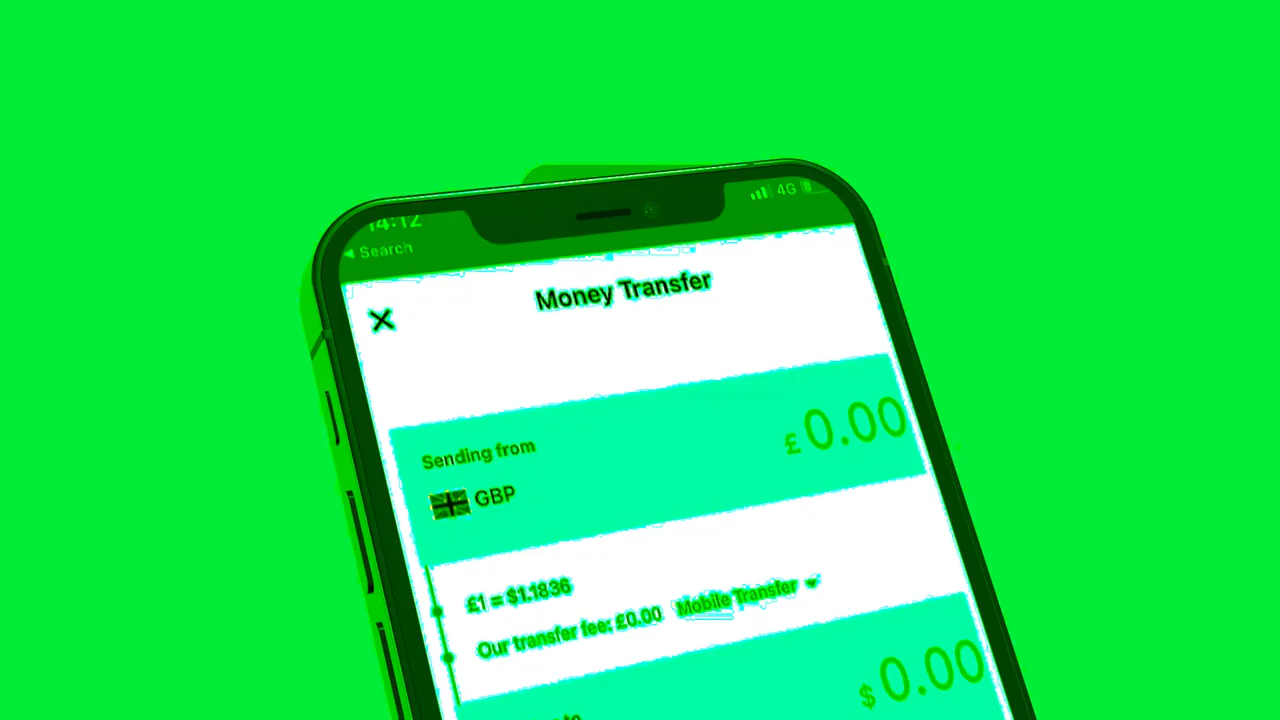 14:12
4G
◀ Search
Money Transfer
Sending from
£0.00
GBP
£1 = $1.1836
Our transfer fee: £0.00 Mobile Transfer
$0.00